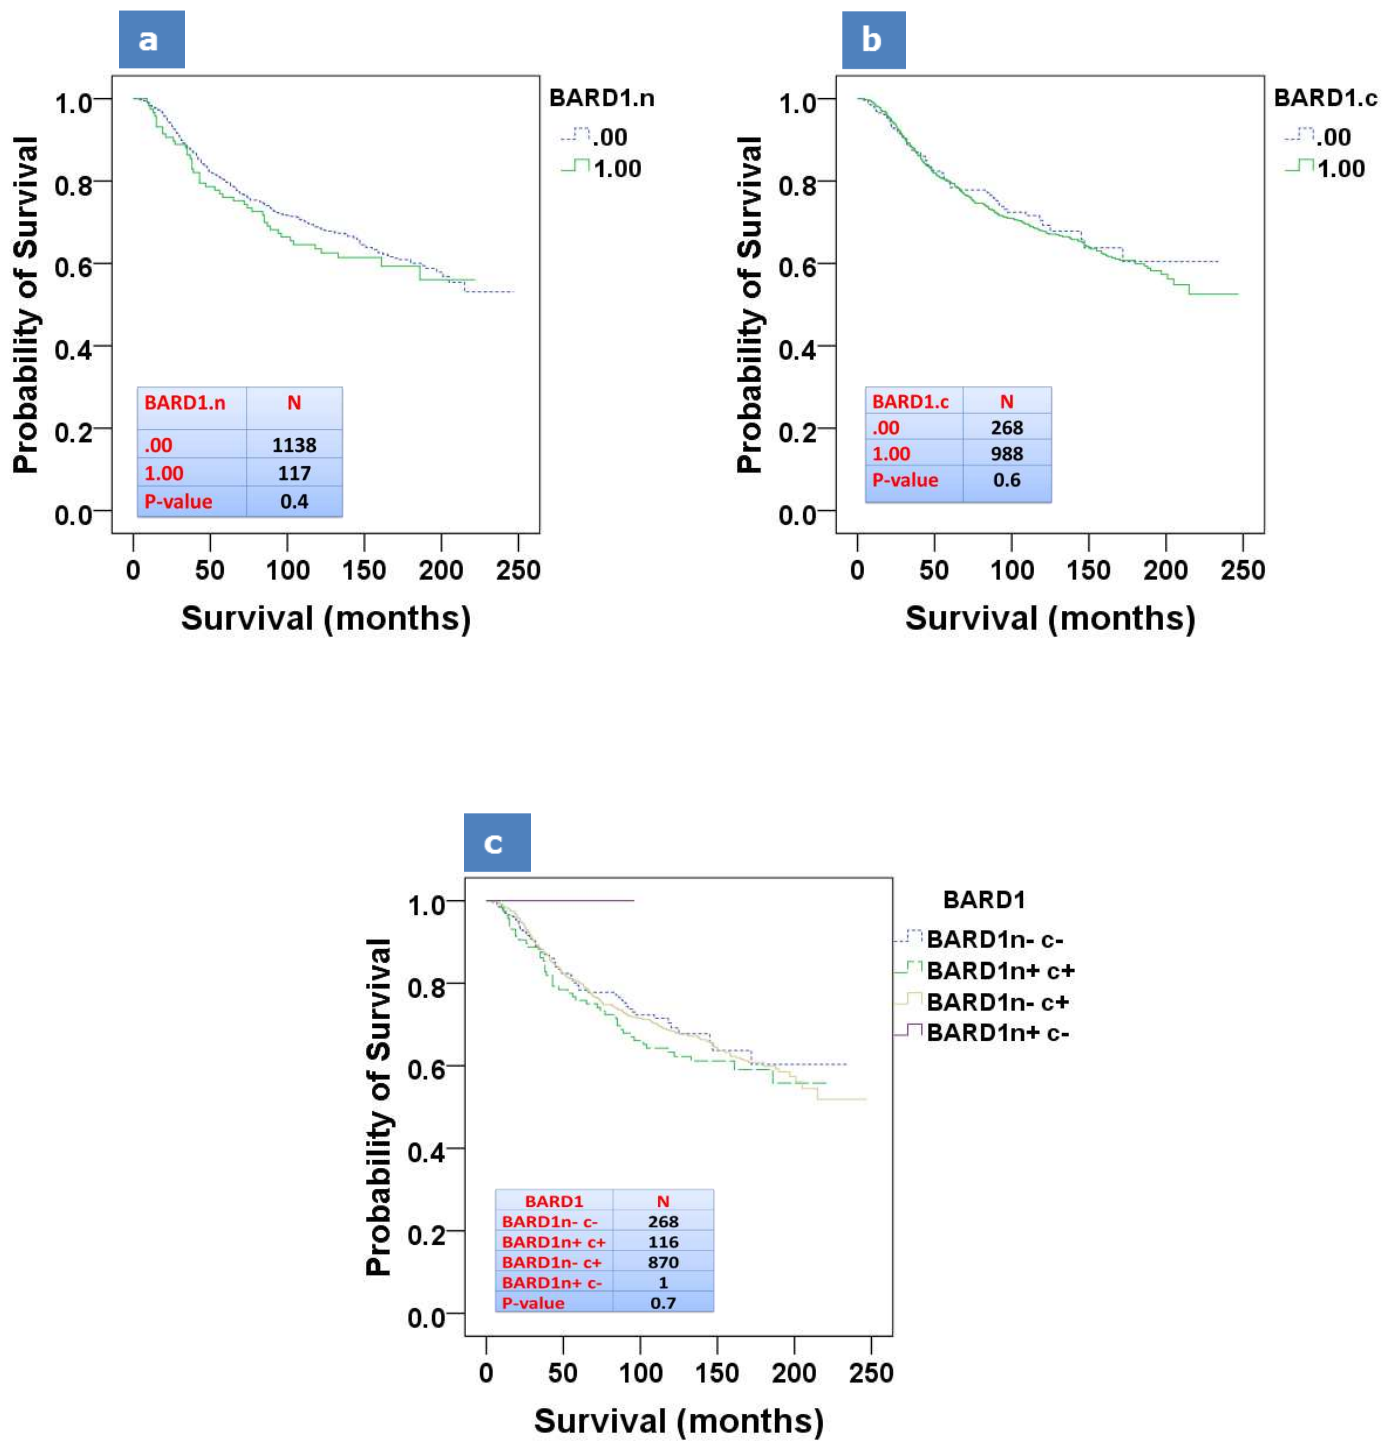 a
BARD1.n
.00
1.00
Probability of Survival
1.0
0.8
0.6
0.4
0.2
0.0
BARD1.n N
.00 1138
1.00 117
P-value 0.4
0 50 100 150 200 250
Survival (months)
b
BARD1.c
.00
1.00
Probability of Survival
1.0
0.8
0.6
0.4
0.2
0.0
BARD1.c N
.00 268
1.00 988
P-value 0.6
0 50 100 150 200 250
Survival (months)
c
BARD1
BARD1n- c-
BARD1n+ c+
BARD1n- c+
BARD1n+ c-
Probability of Survival
1.0
0.8
0.6
0.4
0.2
0.0
BARD1 N
BARD1n- c- 268
BARD1n+ c+ 116
BARD1n- c+ 870
BARD1n+ c- 1
P-value 0.7
0 50 100 150 200 250
Survival (months)